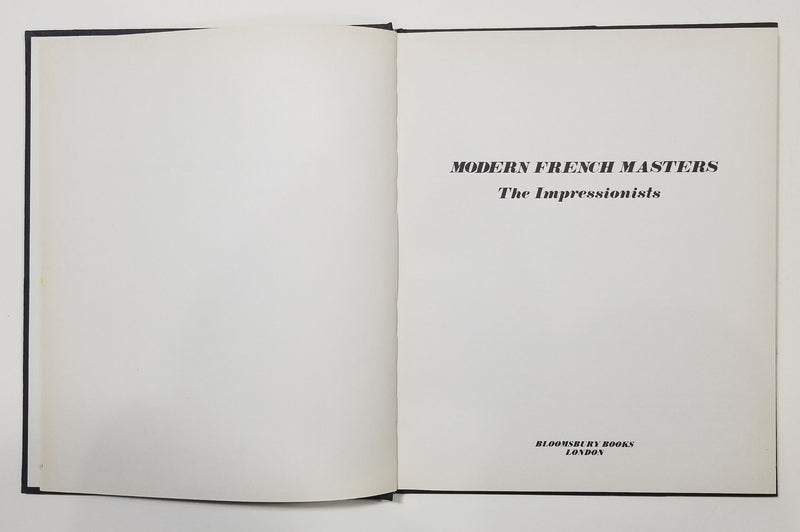 MODERN FRENCH MASTERS
The Impressionists
BLOOMSBURY BOOKS
LONDON